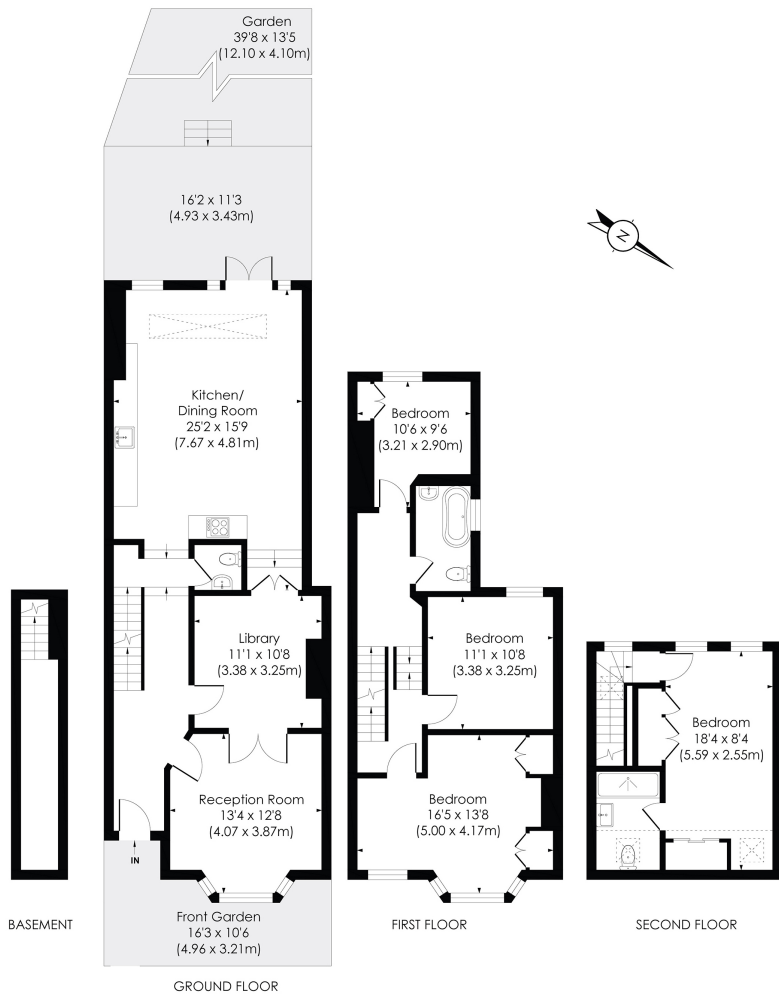 Garden
39'8 x 13'5
(12.10 x 4.10m)
16'2 x 11'3
(4.93 x 3.43m)
N
Kitchen/
Dining Room
25'2 x 15'9
(7.67 x 4.81m)
Bedroom
10'6 x 9'6
(3.21 x 2.90m)
Library
11'1 x 10'8
(3.38 x 3.25m)
Bedroom
11'1 x 10'8
(3.38 x 3.25m)
Bedroom
18'4 x 8'4
(5.59 x 2.55m)
Reception Room
13'4 x 12'8
(4.07 x 3.87m)
Bedroom
16'5 x 13'8
(5.00 x 4.17m)
IN
Front Garden
16'3 x 10'6
(4.96 x 3.21m)
BASEMENT
FIRST FLOOR
SECOND FLOOR
GROUND FLOOR